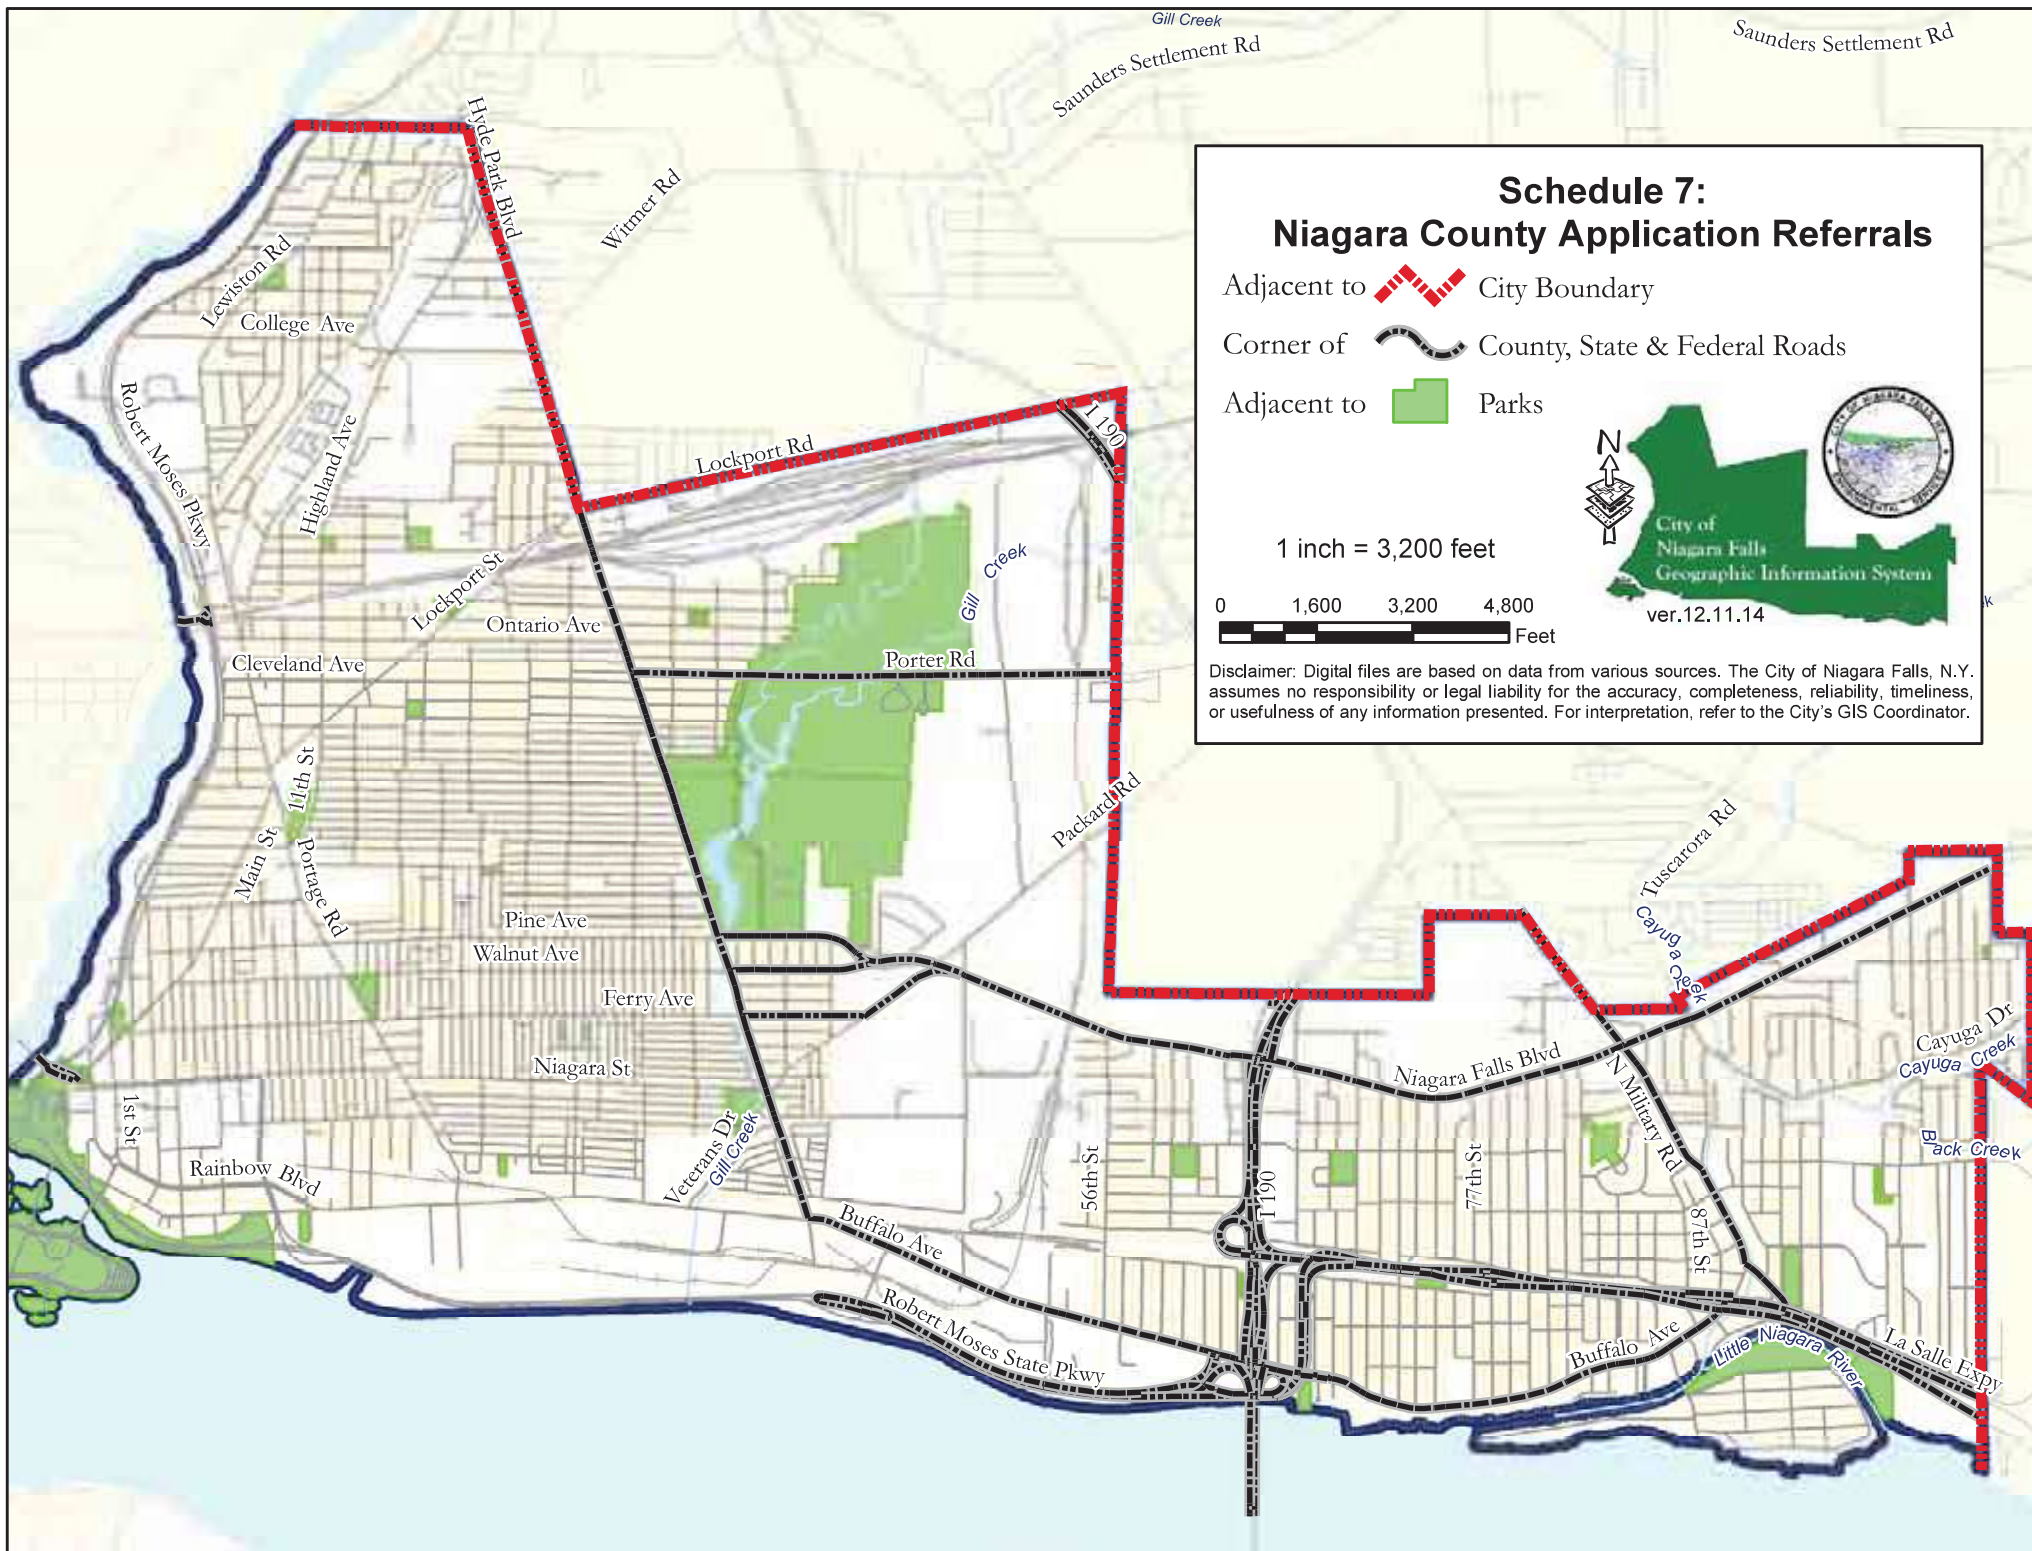 Gill Creek
Saunders Settlement Rd
Saunders Settlement Rd
Hyde Park Blvd
Witmer Rd
Lewiston Rd
College Ave
Robert Moses Pkwy
Highland Ave
Lockport Rd
I 190
Lockport St
Ontario Ave
Gill Creek
Cleveland Ave
Porter Rd
11th St
Main St
Portage Rd
Packard Rd
Pine Ave
Walnut Ave
Ferry Ave
Niagara St
1st St
Rainbow Blvd
Veterans Dr
Gill Creek
Buffalo Ave
Robert Moses State Pkwy
56th St
I 190
Niagara Falls Blvd
77th St
N Military Rd
87th St
Tuscarora Rd
Cayuga Creek
Cayuga Dr
Cayuga Creek
Black Creek
Buffalo Ave
Little Niagara River
La Salle Expy
Schedule 7:
Niagara County Application Referrals
Adjacent to City Boundary
Corner of County, State & Federal Roads
Adjacent to Parks
N
CITY OF NIAGARA FALLS NY
ENVIRONMENTAL SERVICES
City of
Niagara Falls
Geographic Information System
ver.12.11.14
1 inch = 3,200 feet
0 1,600 3,200 4,800
Feet
Disclaimer: Digital files are based on data from various sources. The City of Niagara Falls, N.Y.
assumes no responsibility or legal liability for the accuracy, completeness, reliability, timeliness,
or usefulness of any information presented. For interpretation, refer to the City's GIS Coordinator.